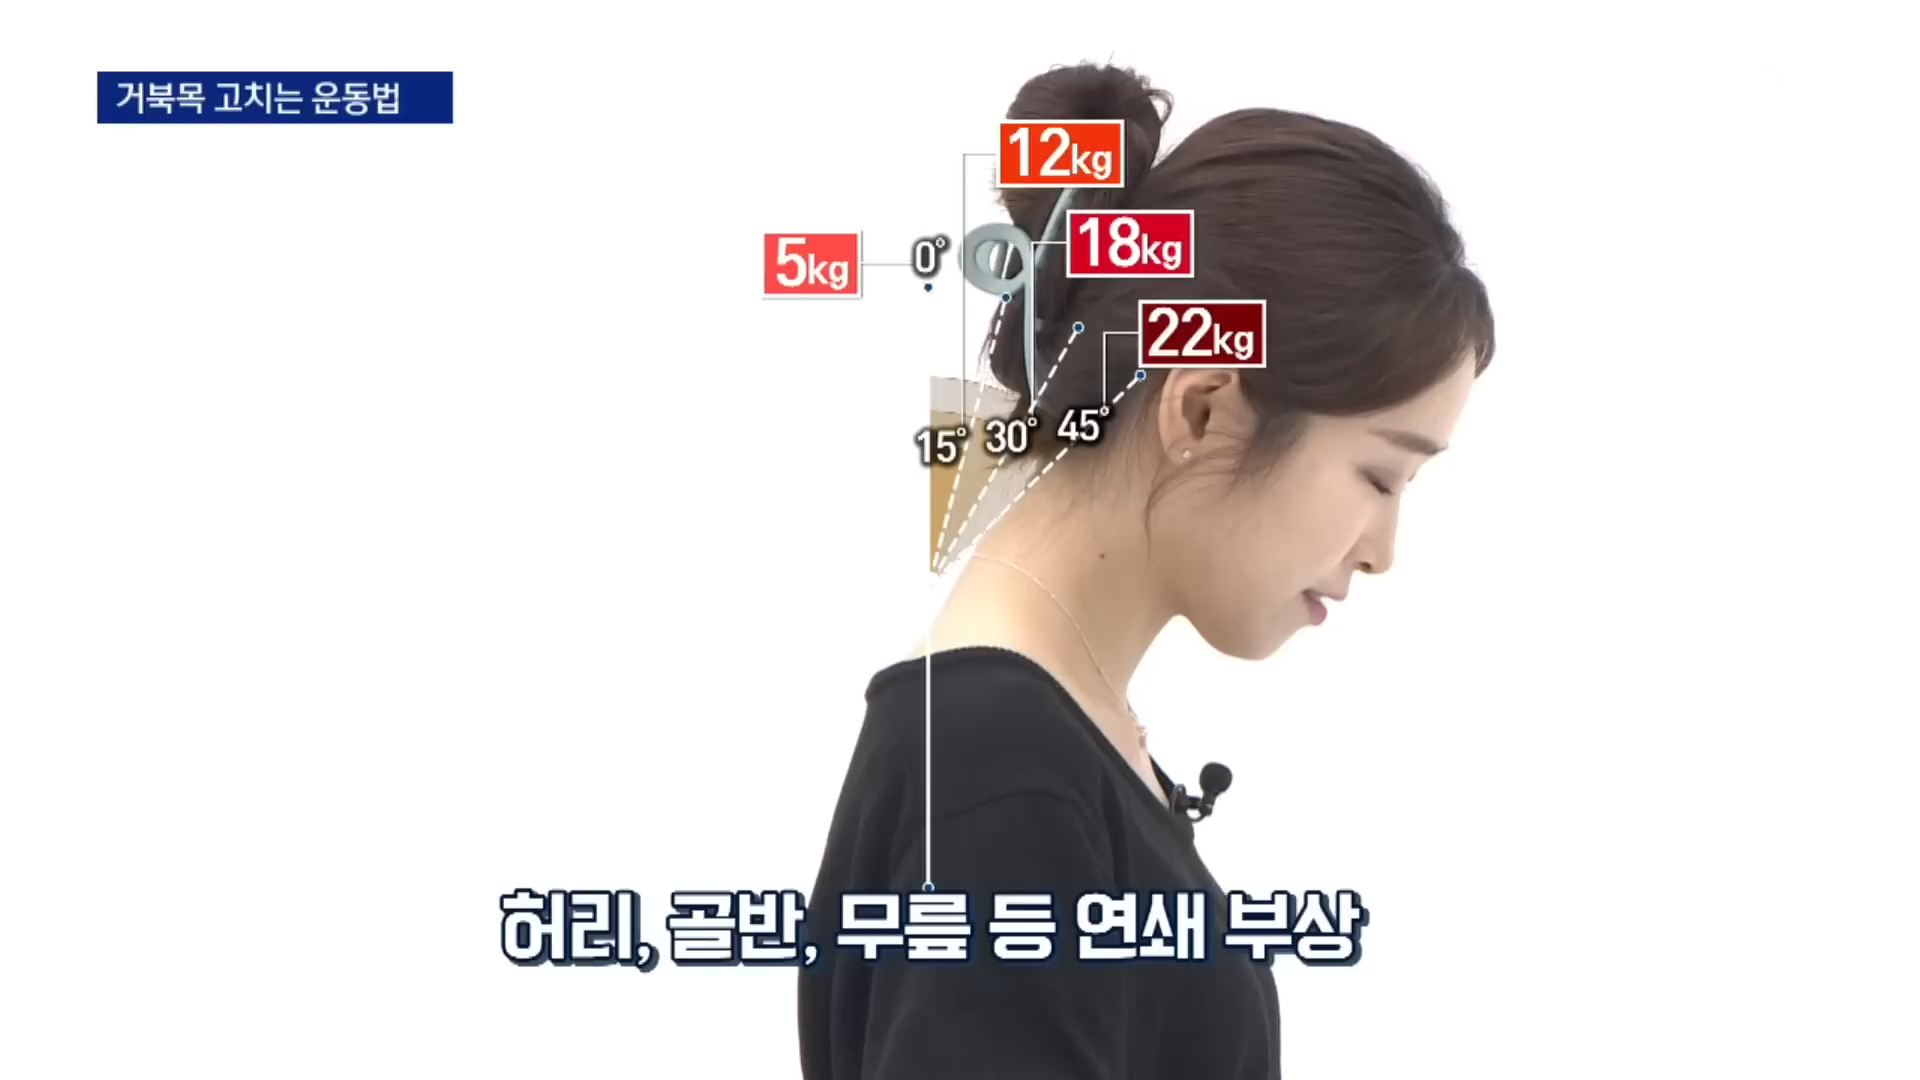 거북목 고치는 운동법
12kg
18kg
5kg
0°
22kg
15°
30°
45°
허리, 골반, 무릎 등 연쇄 부상